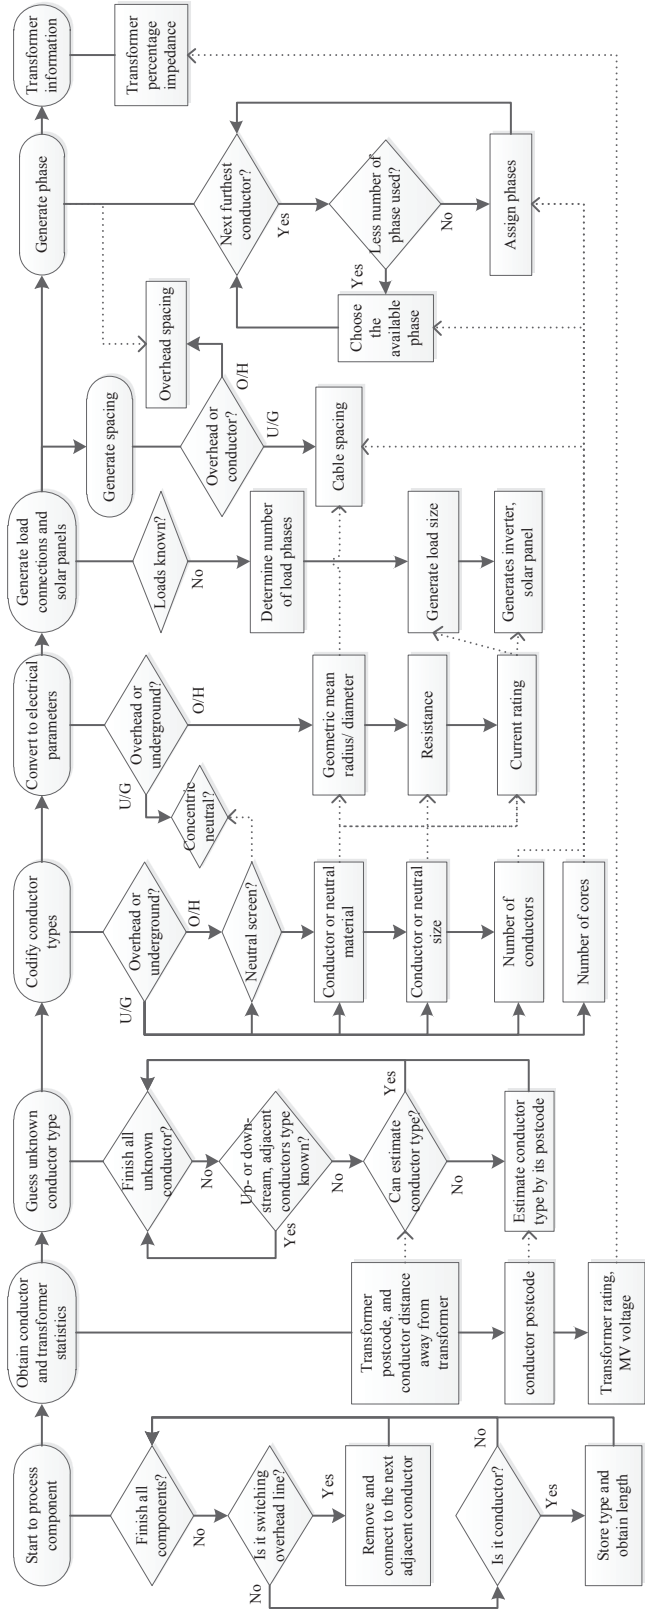 Start to process
component
Finish all
components?
No
Is it switching
overhead line?
No
Yes
Remove and
connect to the next
adjacent conductor
Is it conductor?
No
Yes
Store type and
obtain length
Obtain conductor
and transformer
statistics
Transformer
postcode, and
conductor distance
away from
transformer
conductor postcode
Transformer rating,
MV voltage
Guess unknown
conductor type
Finish all
unknown
conductor?
No
Up- or down-
stream, adjacent
conductors type
known?
Yes
No
Can estimate
conductor type?
Yes
No
Estimate conductor
type by its postcode
Codify conductor
types
Overhead or
underground?
U/G
O/H
Neutral screen?
Conductor or neutral
material
Conductor or neutral
size
Number of
conductors
Number of cores
Convert to electrical
parameters
Overhead or
underground?
U/G
O/H
Concentric
neutral?
Geometric mean
radius/ diameter
Resistance
Current rating
Generate load
connections and
solar panels
Loads known?
No
Determine number
of load phases
Generate load size
Generates inverter,
solar panel
Generate spacing
Overhead or
conductor?
O/H
U/G
Overhead spacing
Cable spacing
Generate phase
Next furthest
conductor?
Yes
Less number of
phase used?
Yes
No
Choose
the
available
phase
Assign phases
Transformer
information
Transformer
percentage
impedance